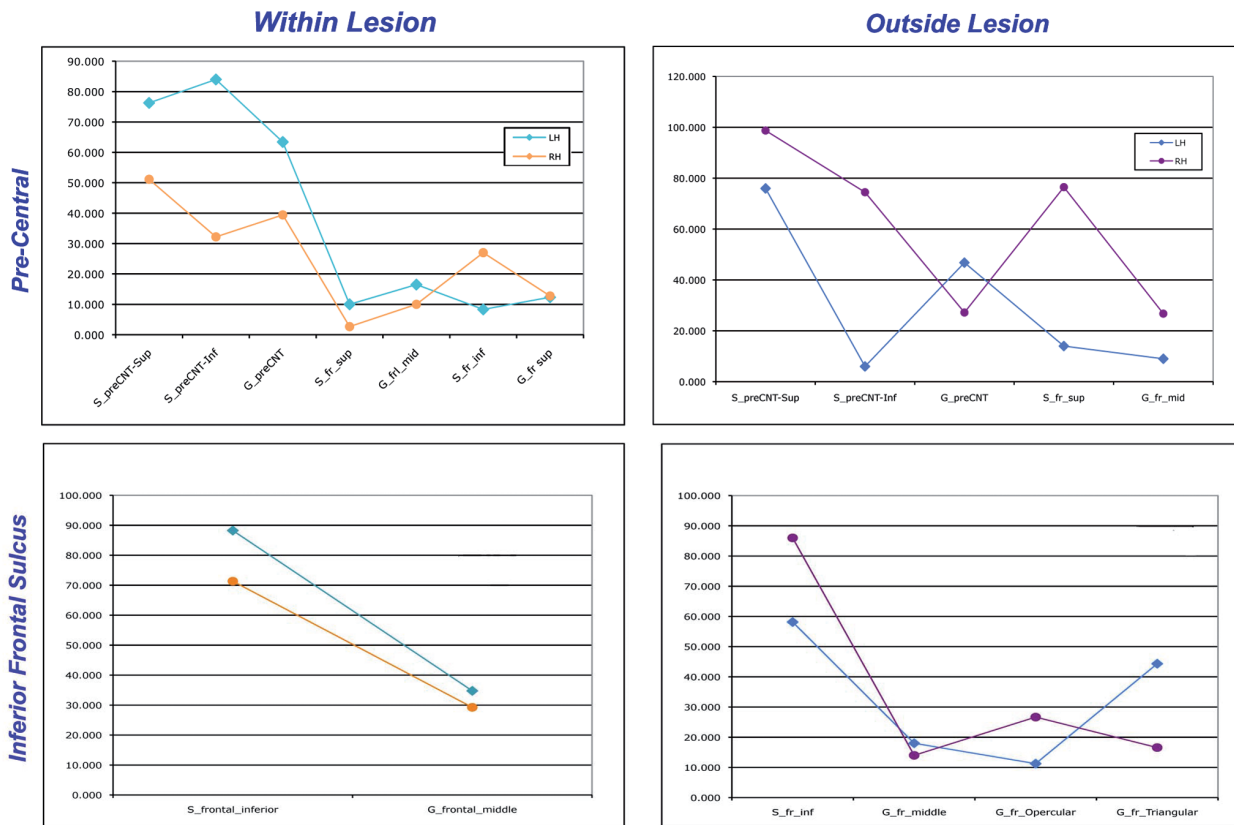 Within Lesion
Outside Lesion
Pre-Central
90.000
80.000
70.000
60.000
50.000
40.000
30.000
20.000
10.000
0.000
LH
RH
S_preCNT-Sup
S_preCNT-Inf
G_preCNT
S_fr_sup
G_frl_mid
S_fr_inf
G_fr sup
120.000
100.000
80.000
60.000
40.000
20.000
0.000
LH
RH
S_preCNT-Sup
S_preCNT-Inf
G_preCNT
S_fr_sup
G_fr_mid
Inferior Frontal Sulcus
100.000
90.000
80.000
70.000
60.000
50.000
40.000
30.000
20.000
10.000
0.000
S_frontal_inferior
G_frontal_middle
100.000
90.000
80.000
70.000
60.000
50.000
40.000
30.000
20.000
10.000
0.000
S_fr_inf
G_fr_middle
G_fr_Opercular
G_fr_Triangular